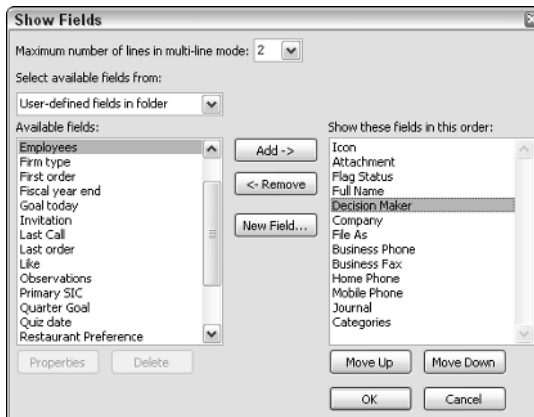 Show Fields
Maximum number of lines in multi-line mode: 2
Select available fields from:
User-defined fields in folder
Available fields:
Employees
Firm type
First order
Fiscal year end
Goal today
Invitation
Last Call
Last order
Like
Observations
Primary SIC
Quarter Goal
Quiz date
Restaurant Preference
Add ->
<- Remove
New Field...
Show these fields in this order:
Icon
Attachment
Flag Status
Full Name
Decision Maker
Company
File As
Business Phone
Business Fax
Home Phone
Mobile Phone
Journal
Categories
Properties
Delete
Move Up
Move Down
OK
Cancel